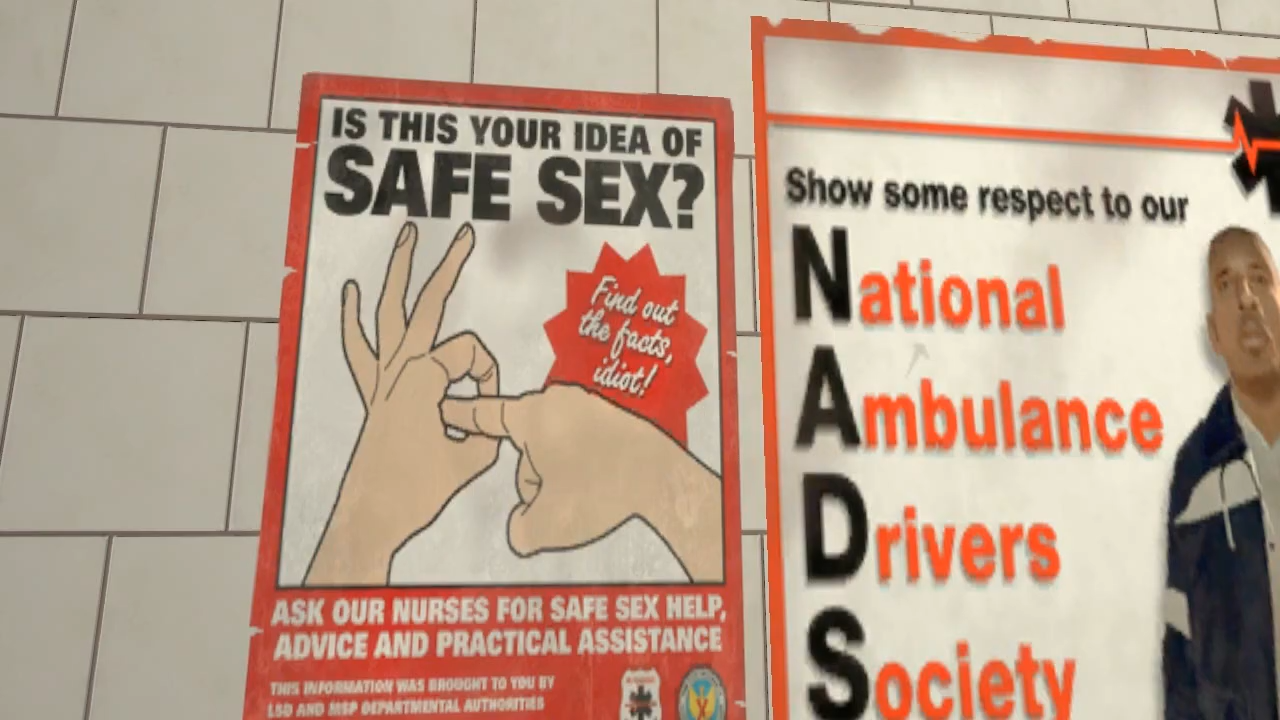 IS THIS YOUR IDEA OF
SAFE SEX?
Find out
the facts,
idiot!
ASK OUR NURSES FOR SAFE SEX HELP,
ADVICE AND PRACTICAL ASSISTANCE
THIS INFORMATION WAS BROUGHT TO YOU BY
LSD AND MSP DEPARTMENTAL AUTHORITIES
Show some respect to our
National
Ambulance
Drivers
Society